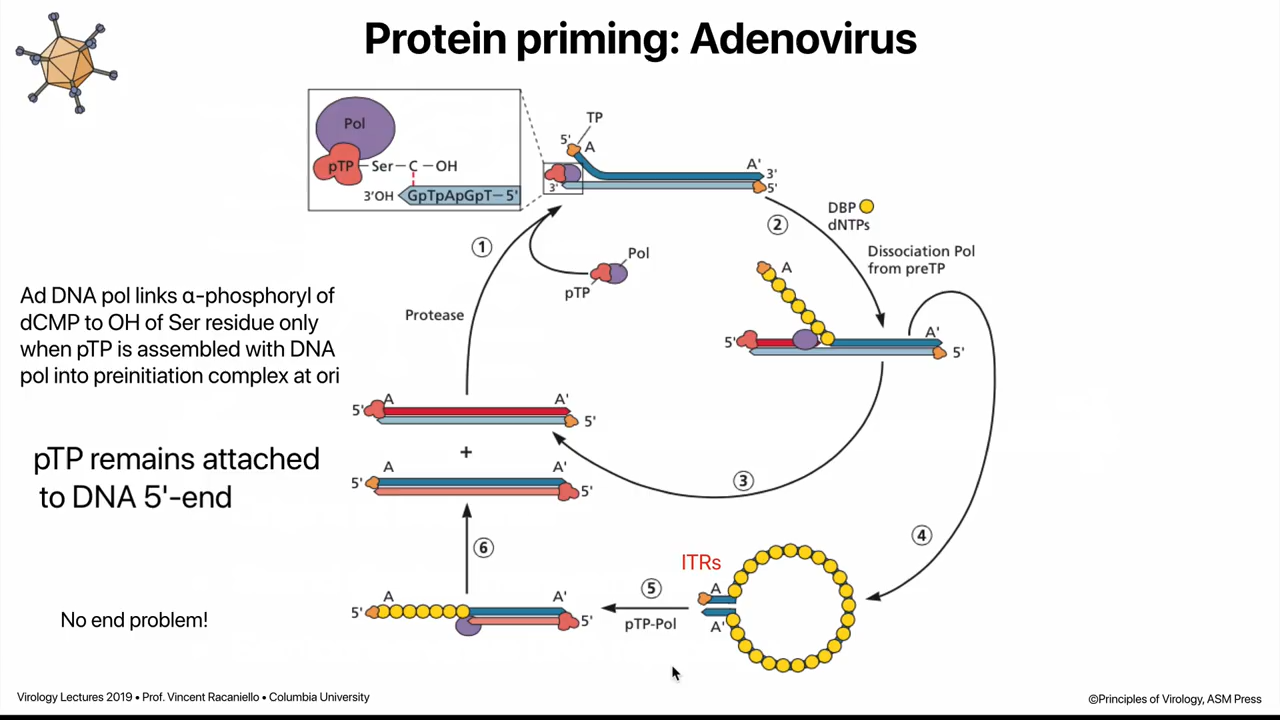 Protein priming: Adenovirus
Pol
pTP
Ser
C
OH
3'OH
GpTpApGpT
5'
TP
5'
A
A'
3'
3'
5'
1
2
DBP
dNTPs
Dissociation Pol
from preTP
Pol
pTP
Protease
A
5'
A'
5'
Ad DNA pol links α-phosphoryl of
dCMP to OH of Ser residue only
when pTP is assembled with DNA
pol into preinitiation complex at ori
5'
A
A'
5'
+
pTP remains attached
to DNA 5'-end
5'
A
A'
5'
3
4
6
ITRs
A
A'
5
pTP-Pol
5'
A
A'
5'
No end problem!
Virology Lectures 2019 • Prof. Vincent Racaniello • Columbia University
©Principles of Virology, ASM Press